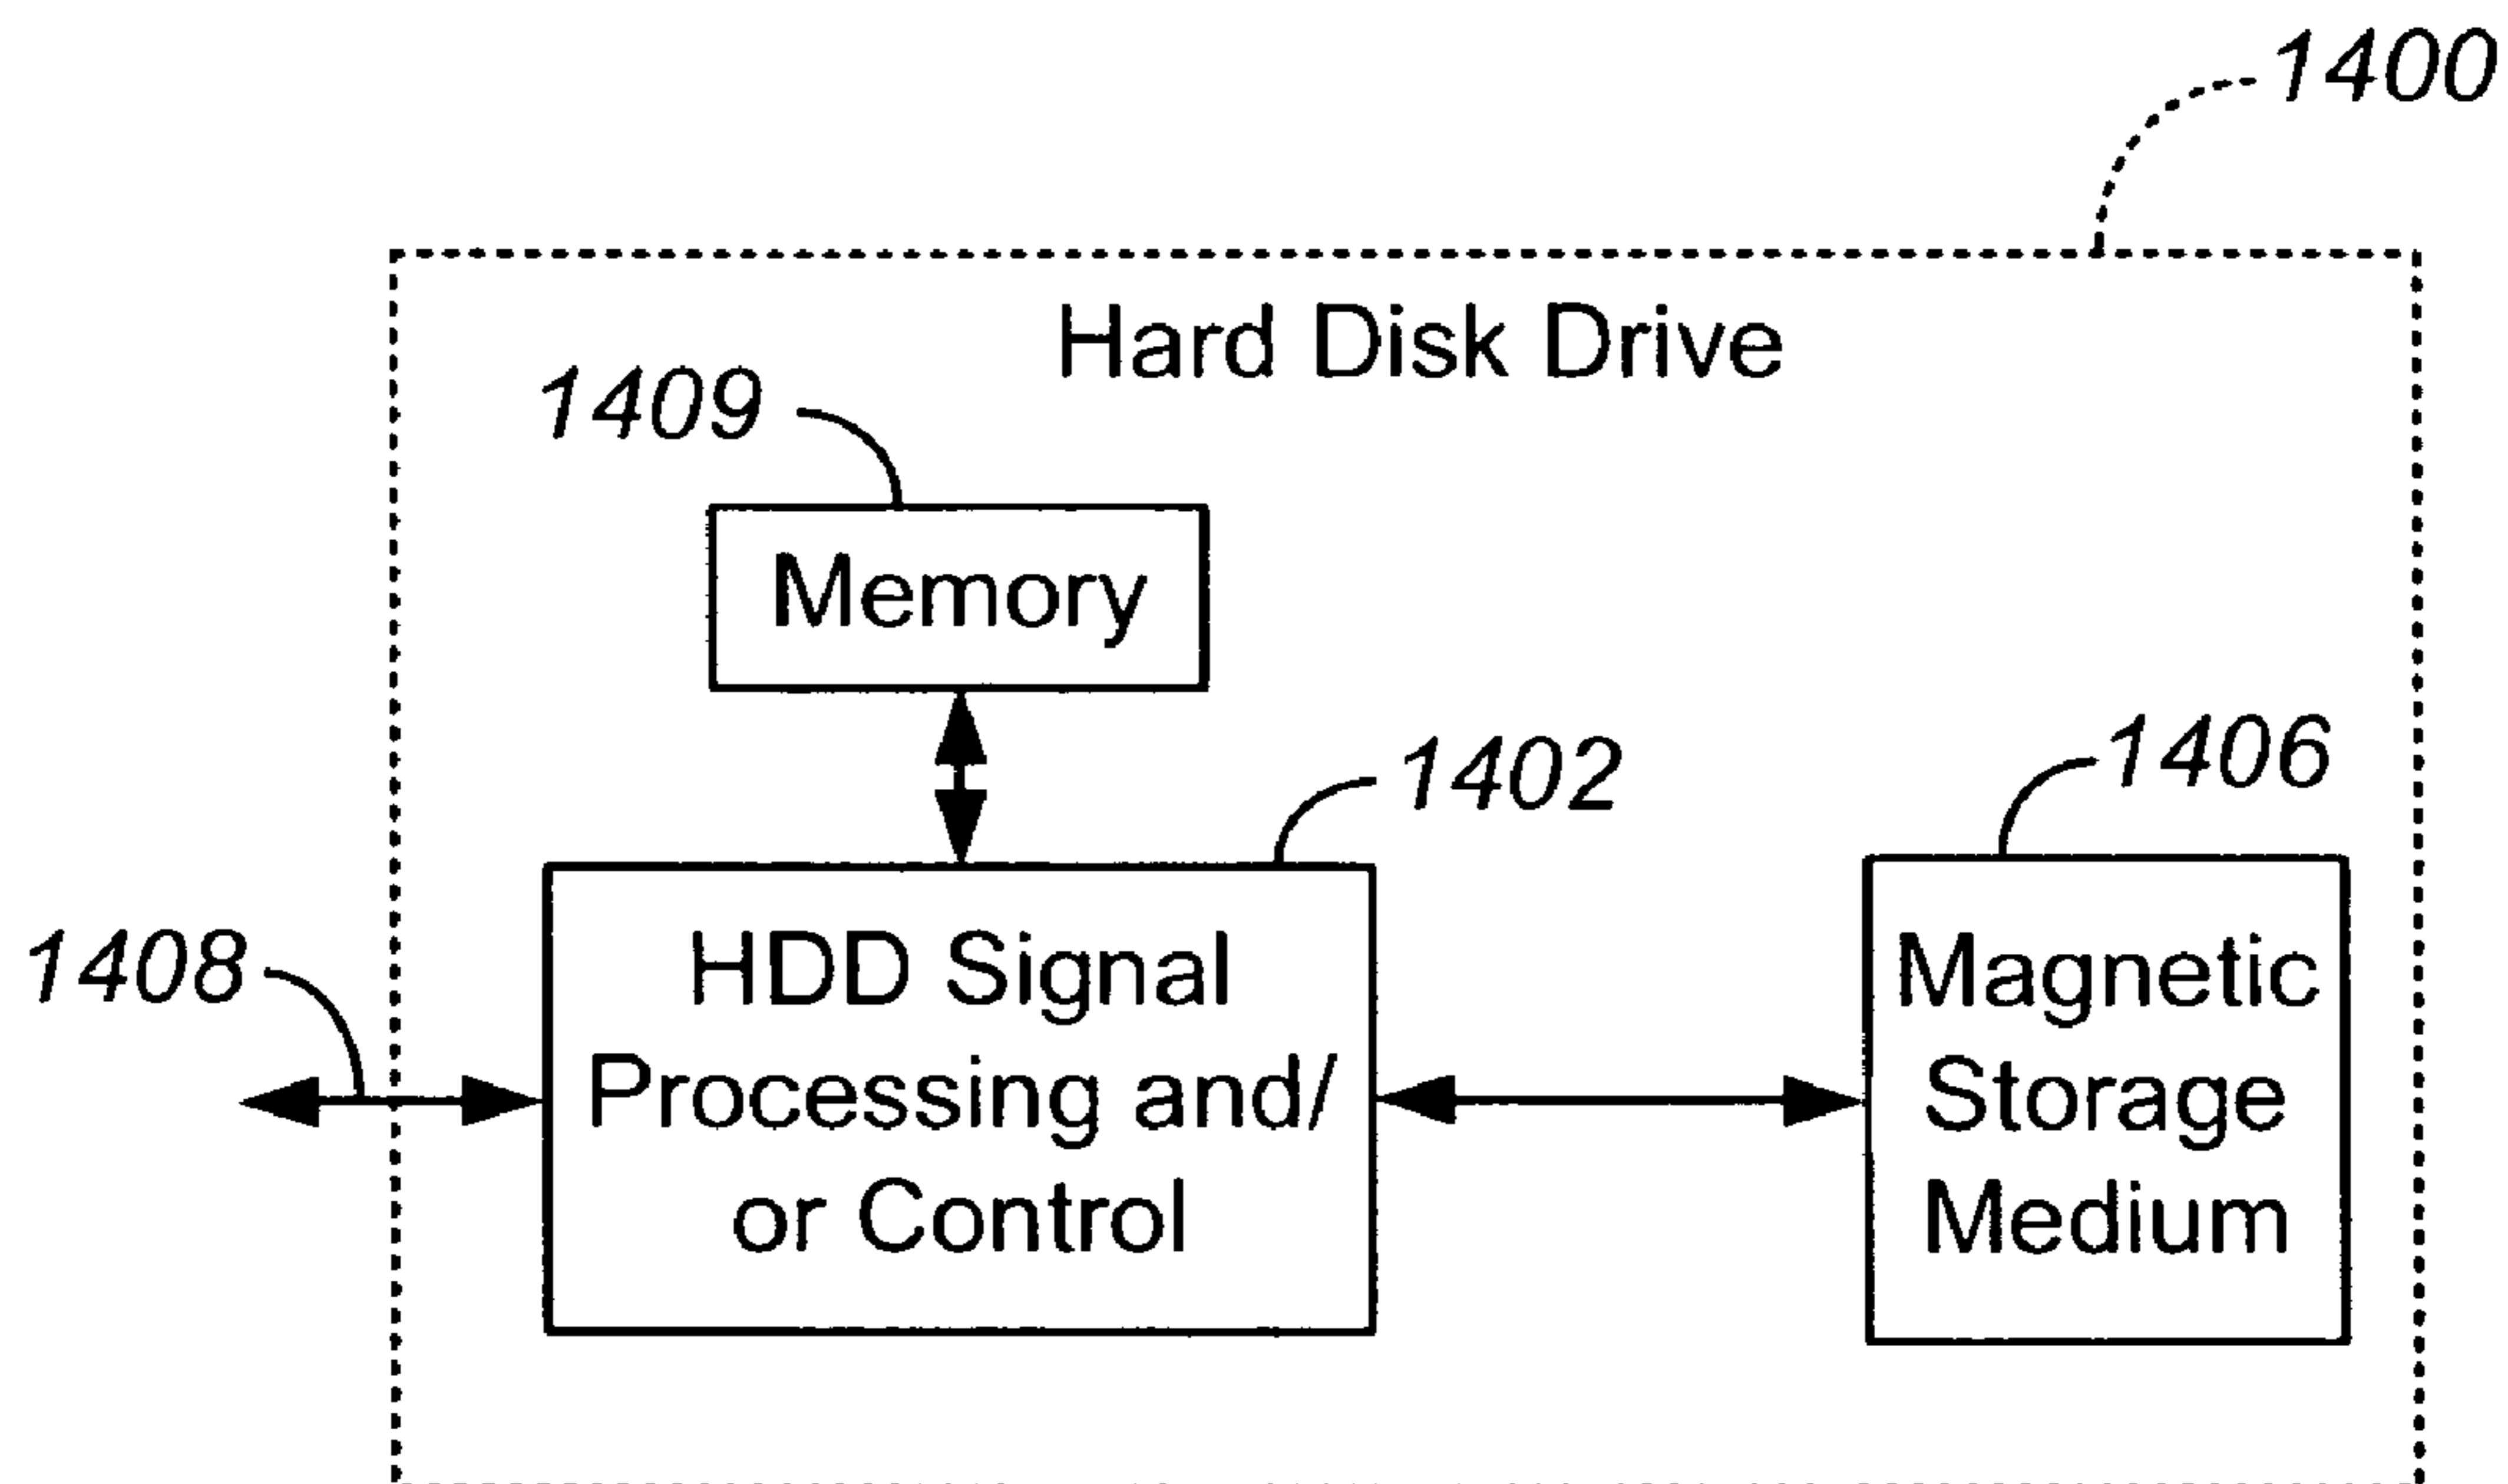 1400
Hard Disk Drive
1409
Memory
1402
1406
1408
HDD Signal
Processing and/
or Control
Magnetic
Storage
Medium